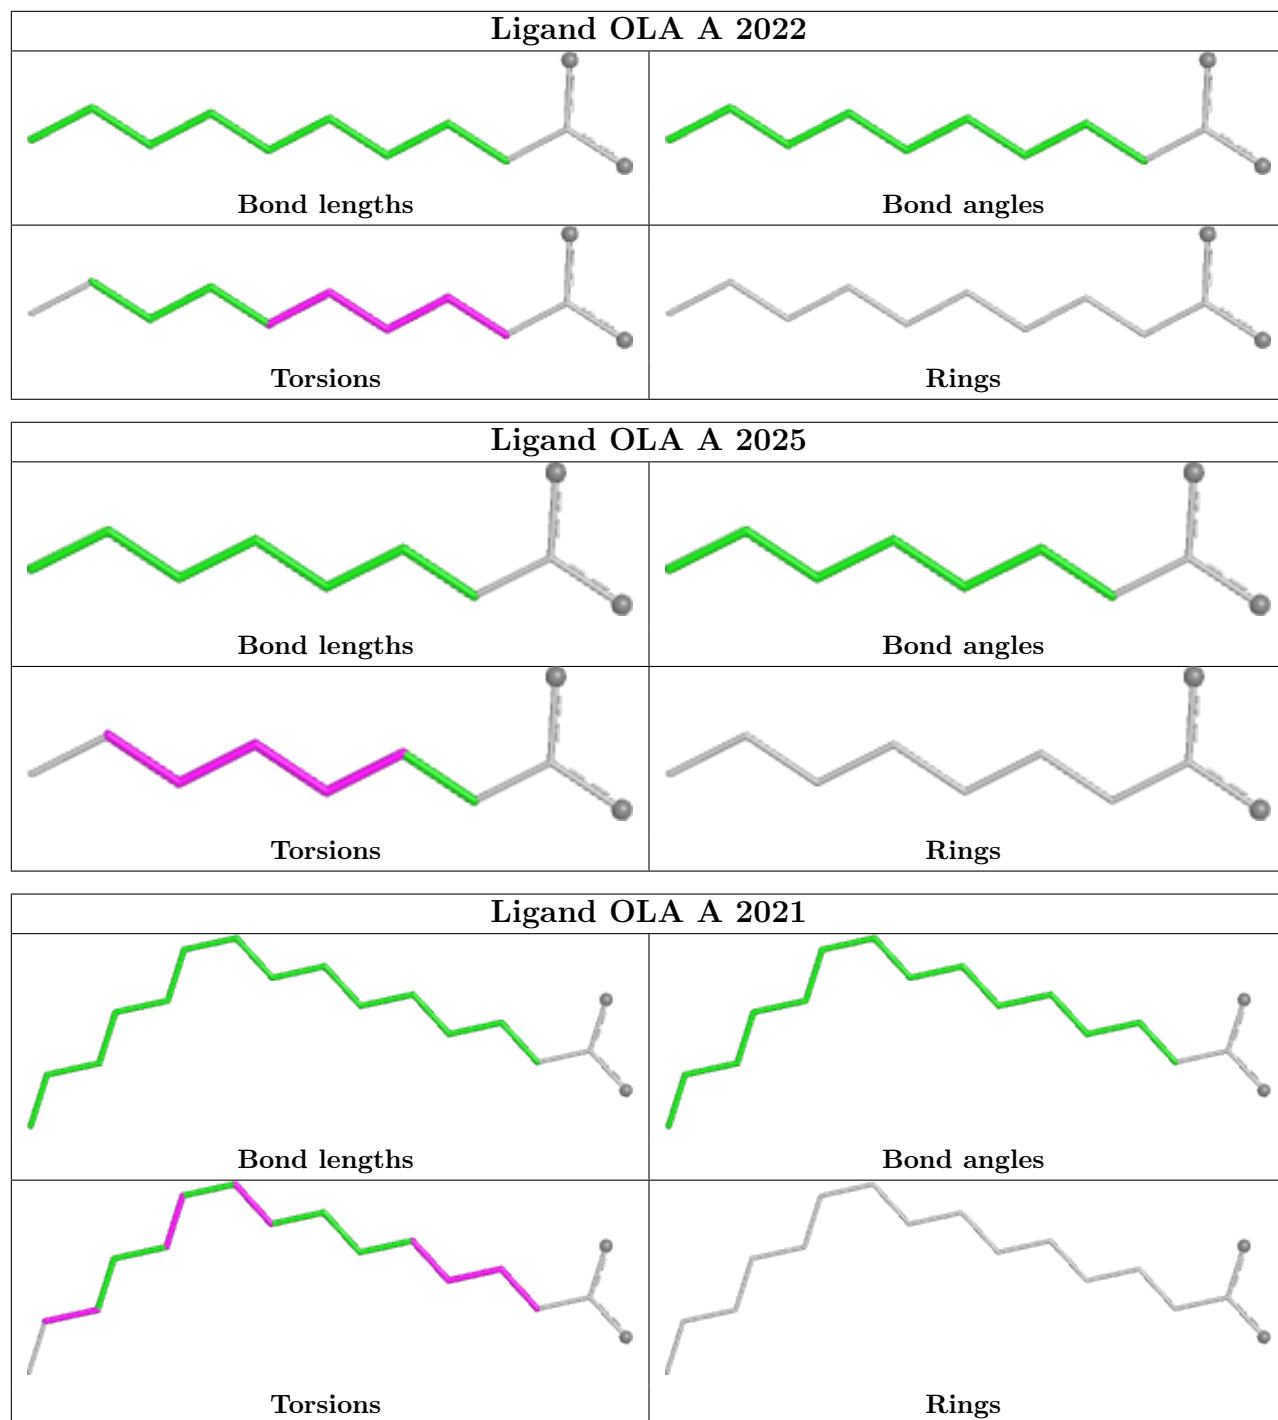 Ligand OLA A 2022
Bond lengths
Bond angles
Torsions
Rings
Ligand OLA A 2025
Bond lengths
Bond angles
Torsions
Rings
Ligand OLA A 2021
Bond lengths
Bond angles
Torsions
Rings